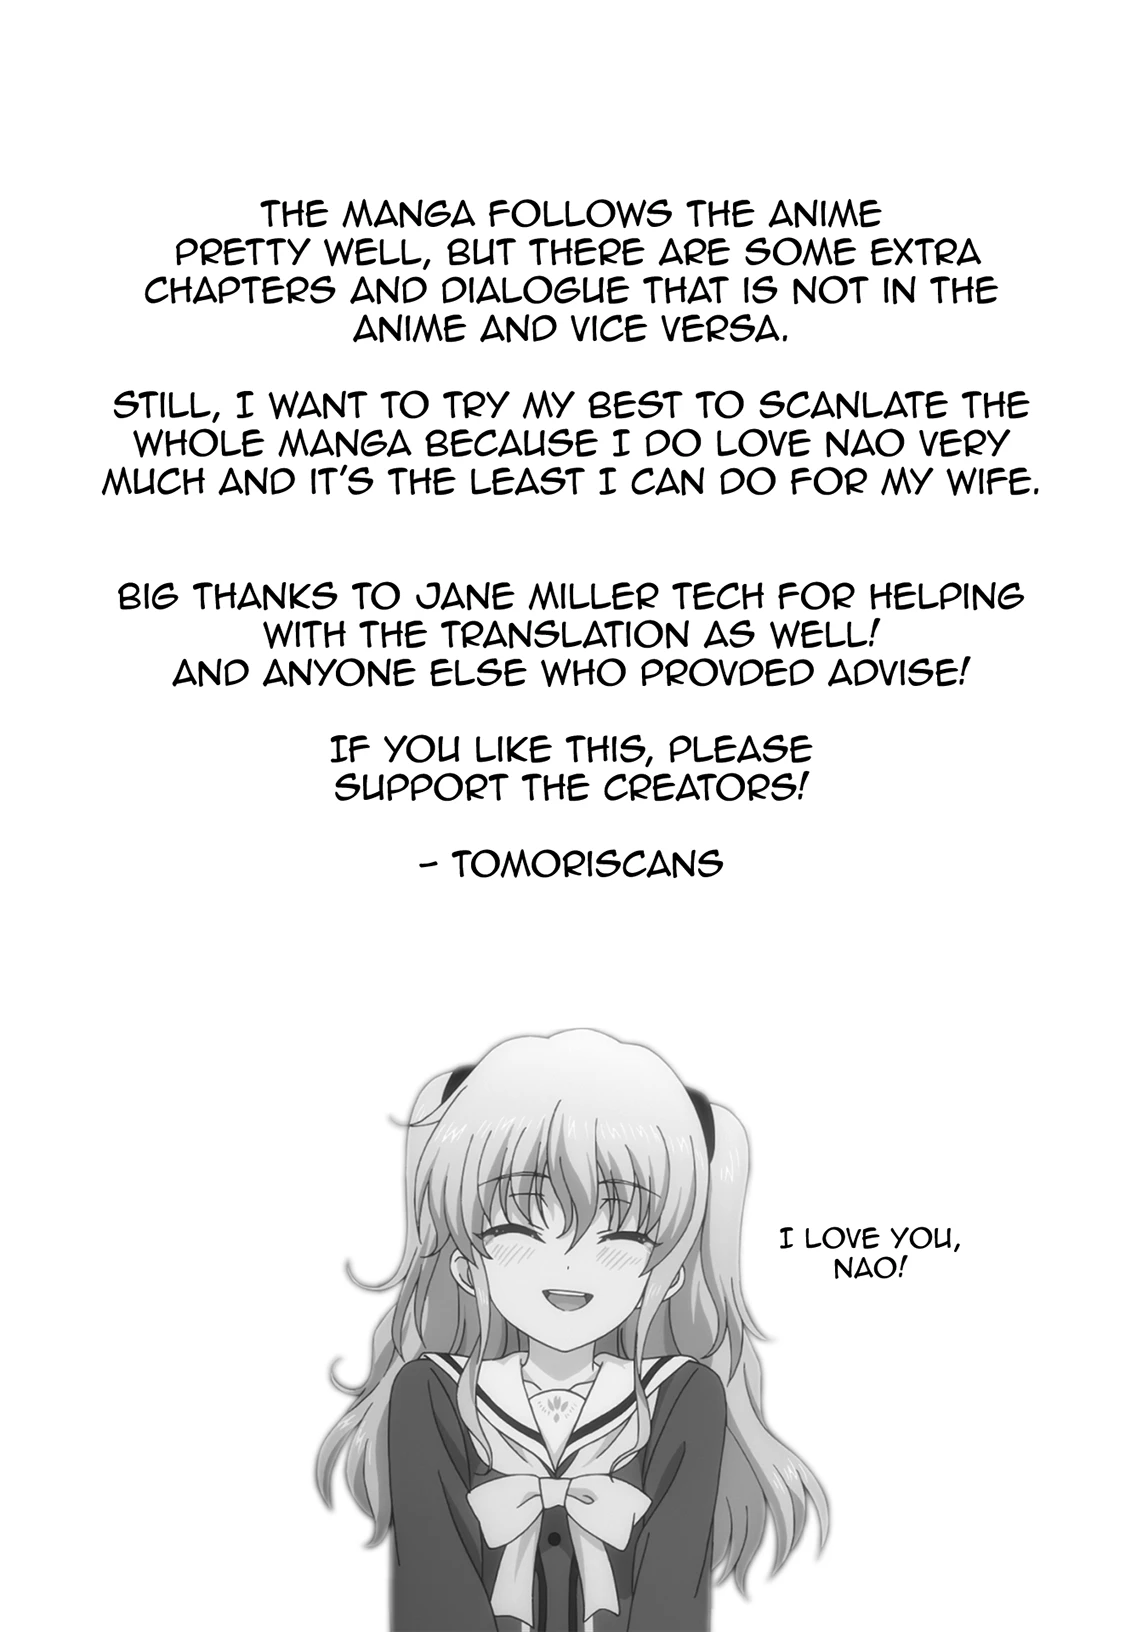 THE MANGA FOLLOWS THE ANIME
PRETTY WELL, BUT THERE ARE SOME EXTRA
CHAPTERS AND DIALOGUE THAT IS NOT IN THE
ANIME AND VICE VERSA.
STILL, I WANT TO TRY MY BEST TO SCANLATE THE
WHOLE MANGA BECAUSE I DO LOVE NAO VERY
MUCH AND IT'S THE LEAST I CAN DO FOR MY WIFE.
BIG THANKS TO JANE MILLER TECH FOR HELPING
WITH THE TRANSLATION AS WELL!
AND ANYONE ELSE WHO PROVDED ADVISE!
IF YOU LIKE THIS, PLEASE
SUPPORT THE CREATORS!
- TOMORISCANS
I LOVE YOU,
NAO!